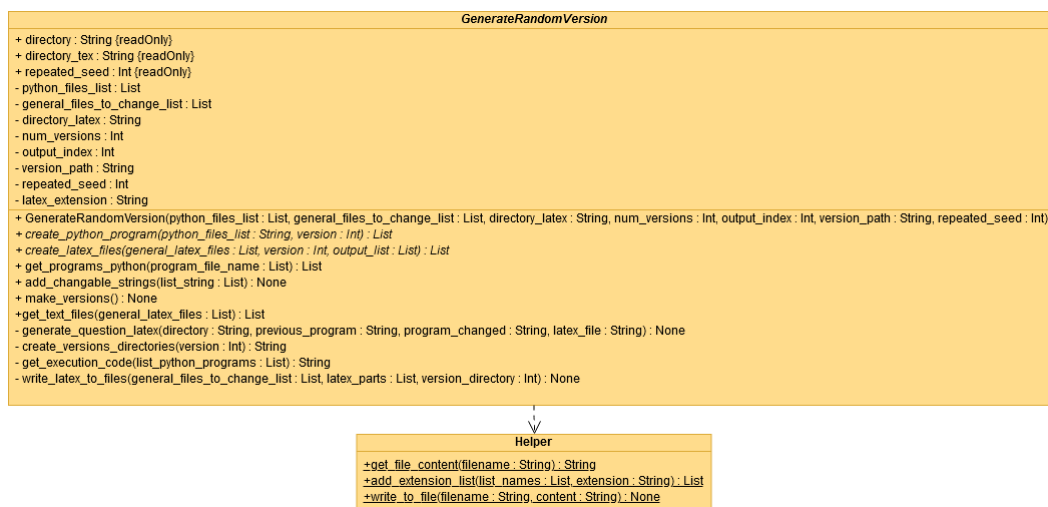 GenerateRandomVersion
+ directory : String {readOnly}
+ directory_tex : String {readOnly}
+ repeated_seed : Int {readOnly}
- python_files_list : List
- general_files_to_change_list : List
- directory_latex : String
- num_versions : Int
- output_index : Int
- version_path : String
- repeated_seed : Int
- latex_extension : String
+ GenerateRandomVersion(python_files_list : List, general_files_to_change_list : List, directory_latex : String, num_versions : Int, output_index : Int, version_path : String, repeated_seed : Int)
+ create_python_program(python_files_list : String, version : Int) : List
+ create_latex_files(general_latex_files : List, version : Int, output_list : List) : List
+ get_programs_python(program_file_name : List) : List
+ add_changable_strings(list_string : List) : None
+ make_versions() : None
+get_text_files(general_latex_files : List) : List
- generate_question_latex(directory : String, previous_program : String, program_changed : String, latex_file : String) : None
- create_versions_directories(version : Int) : String
- get_execution_code(list_python_programs : List) : String
- write_latex_to_files(general_files_to_change_list : List, latex_parts : List, version_directory : Int) : None
Helper
+get_file_content(filename : String) : String
+add_extension_list(list_names : List, extension : String) : List
+write_to_file(filename : String, content : String) : None